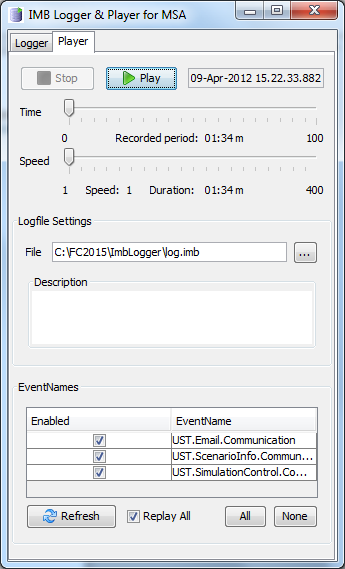 IMB Logger & Player for MSA
Logger Player
Stop Play 09-Apr-2012 15.22.33.882
Time
0 Recorded period: 01:34 m 100
Speed
1 Speed: 1 Duration: 01:34 m 400
Logfile Settings
File C:\FC2015\ImbLogger\log.imb ...
Description
EventNames
Enabled EventName
UST.Email.Communication
UST.ScenarioInfo.Commun...
UST.SimulationControl.Co...
Refresh Replay All All None